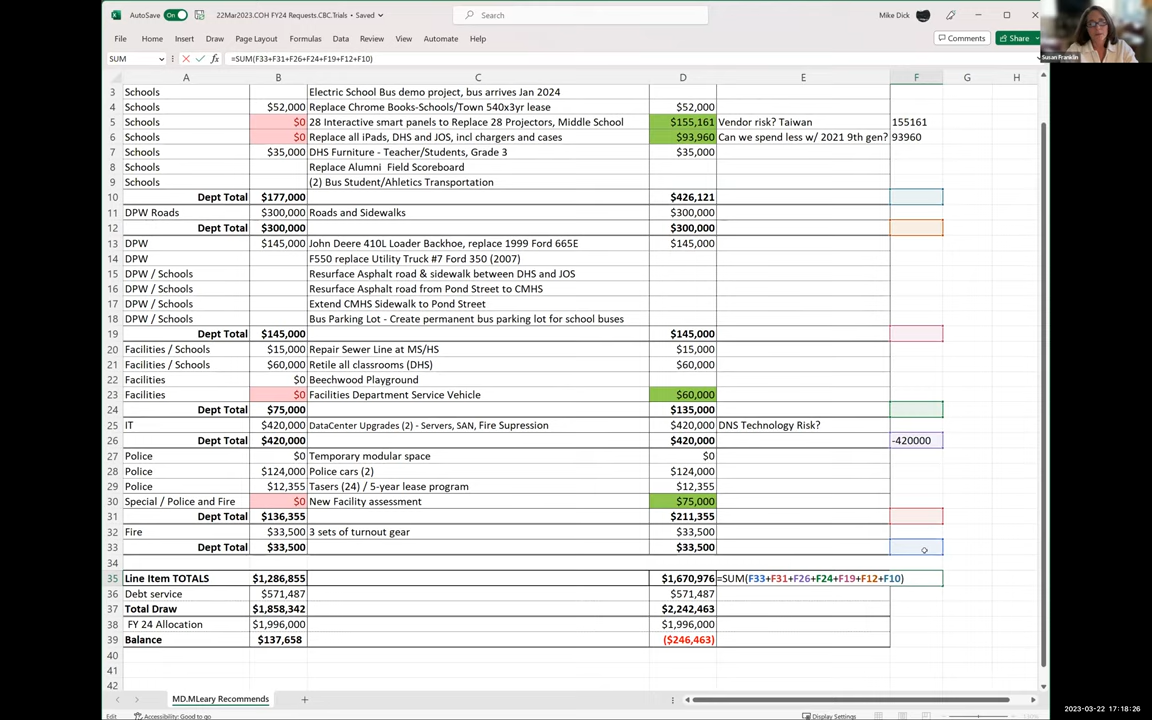 AutoSave On 22Mar2023.COH FY24 Requests.CBC.Trials • Saved Search Mike Dick
File Home Insert Draw Page Layout Formulas Data Review View Automate Help Comments Share
Susan Franklin
SUM fx =SUM(F33+F31+F26+F24+F19+F12+F10)
A B C D E F G H
3 Schools Electric School Bus demo project, bus arrives Jan 2024
4 Schools $52,000 Replace Chrome Books-Schools/Town 540x3yr lease $52,000
5 Schools $0 28 Interactive smart panels to Replace 28 Projectors, Middle School $155,161 Vendor risk? Taiwan 155161
6 Schools $0 Replace all iPads, DHS and JOS, incl chargers and cases $93,960 Can we spend less w/ 2021 9th gen? 93960
7 Schools $35,000 DHS Furniture - Teacher/Students, Grade 3 $35,000
8 Schools Replace Alumni Field Scoreboard
9 Schools (2) Bus Student/Ahletics Transportation
10 Dept Total $177,000 $426,121
11 DPW Roads $300,000 Roads and Sidewalks $300,000
12 Dept Total $300,000 $300,000
13 DPW $145,000 John Deere 410L Loader Backhoe, replace 1999 Ford 665E $145,000
14 DPW F550 replace Utility Truck #7 Ford 350 (2007)
15 DPW / Schools Resurface Asphalt road & sidewalk between DHS and JOS
16 DPW / Schools Resurface Asphalt road from Pond Street to CMHS
17 DPW / Schools Extend CMHS Sidewalk to Pond Street
18 DPW / Schools Bus Parking Lot - Create permanent bus parking lot for school buses
19 Dept Total $145,000 $145,000
20 Facilities / Schools $15,000 Repair Sewer Line at MS/HS $15,000
21 Facilities / Schools $60,000 Retile all classrooms (DHS) $60,000
22 Facilities $0 Beechwood Playground
23 Facilities $0 Facilities Department Service Vehicle $60,000
24 Dept Total $75,000 $135,000
25 IT $420,000 DataCenter Upgrades (2) - Servers, SAN, Fire Supression $420,000 DNS Technology Risk?
26 Dept Total $420,000 $420,000 -420000
27 Police $0 Temporary modular space $0
28 Police $124,000 Police cars (2) $124,000
29 Police $12,355 Tasers (24) / 5-year lease program $12,355
30 Special / Police and Fire $0 New Facility assessment $75,000
31 Dept Total $136,355 $211,355
32 Fire $33,500 3 sets of turnout gear $33,500
33 Dept Total $33,500 $33,500
34
35 Line Item TOTALS $1,286,855 $1,670,976 =SUM(F33+F31+F26+F24+F19+F12+F10)
36 Debt service $571,487 $571,487
37 Total Draw $1,858,342 $2,242,463
38 FY 24 Allocation $1,996,000 $1,996,000
39 Balance $137,658 ($246,463)
40
41
42
MD.MLeary Recommends
Edit Accessibility: Good to go Display Settings
2023-03-22 17:18:26